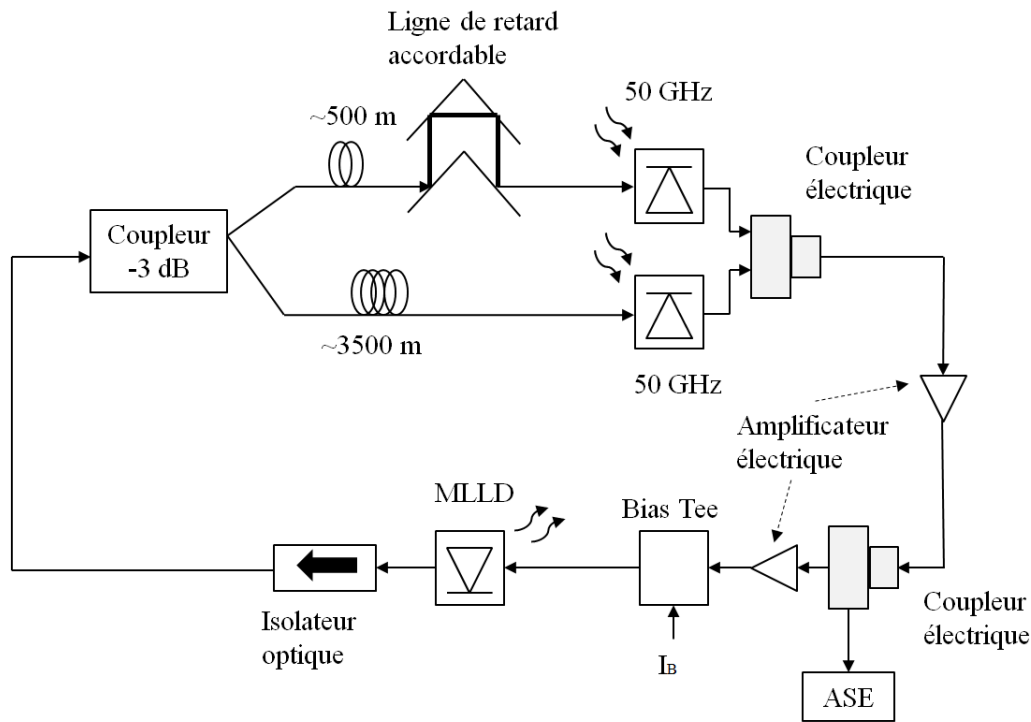 Ligne de retard
accordable
~500 m
50 GHz
Coupleur
électrique
Coupleur
-3 dB
~3500 m
50 GHz
Amplificateur
électrique
MLLD
Bias Tee
Isolateur
optique
IB
Coupleur
électrique
ASE